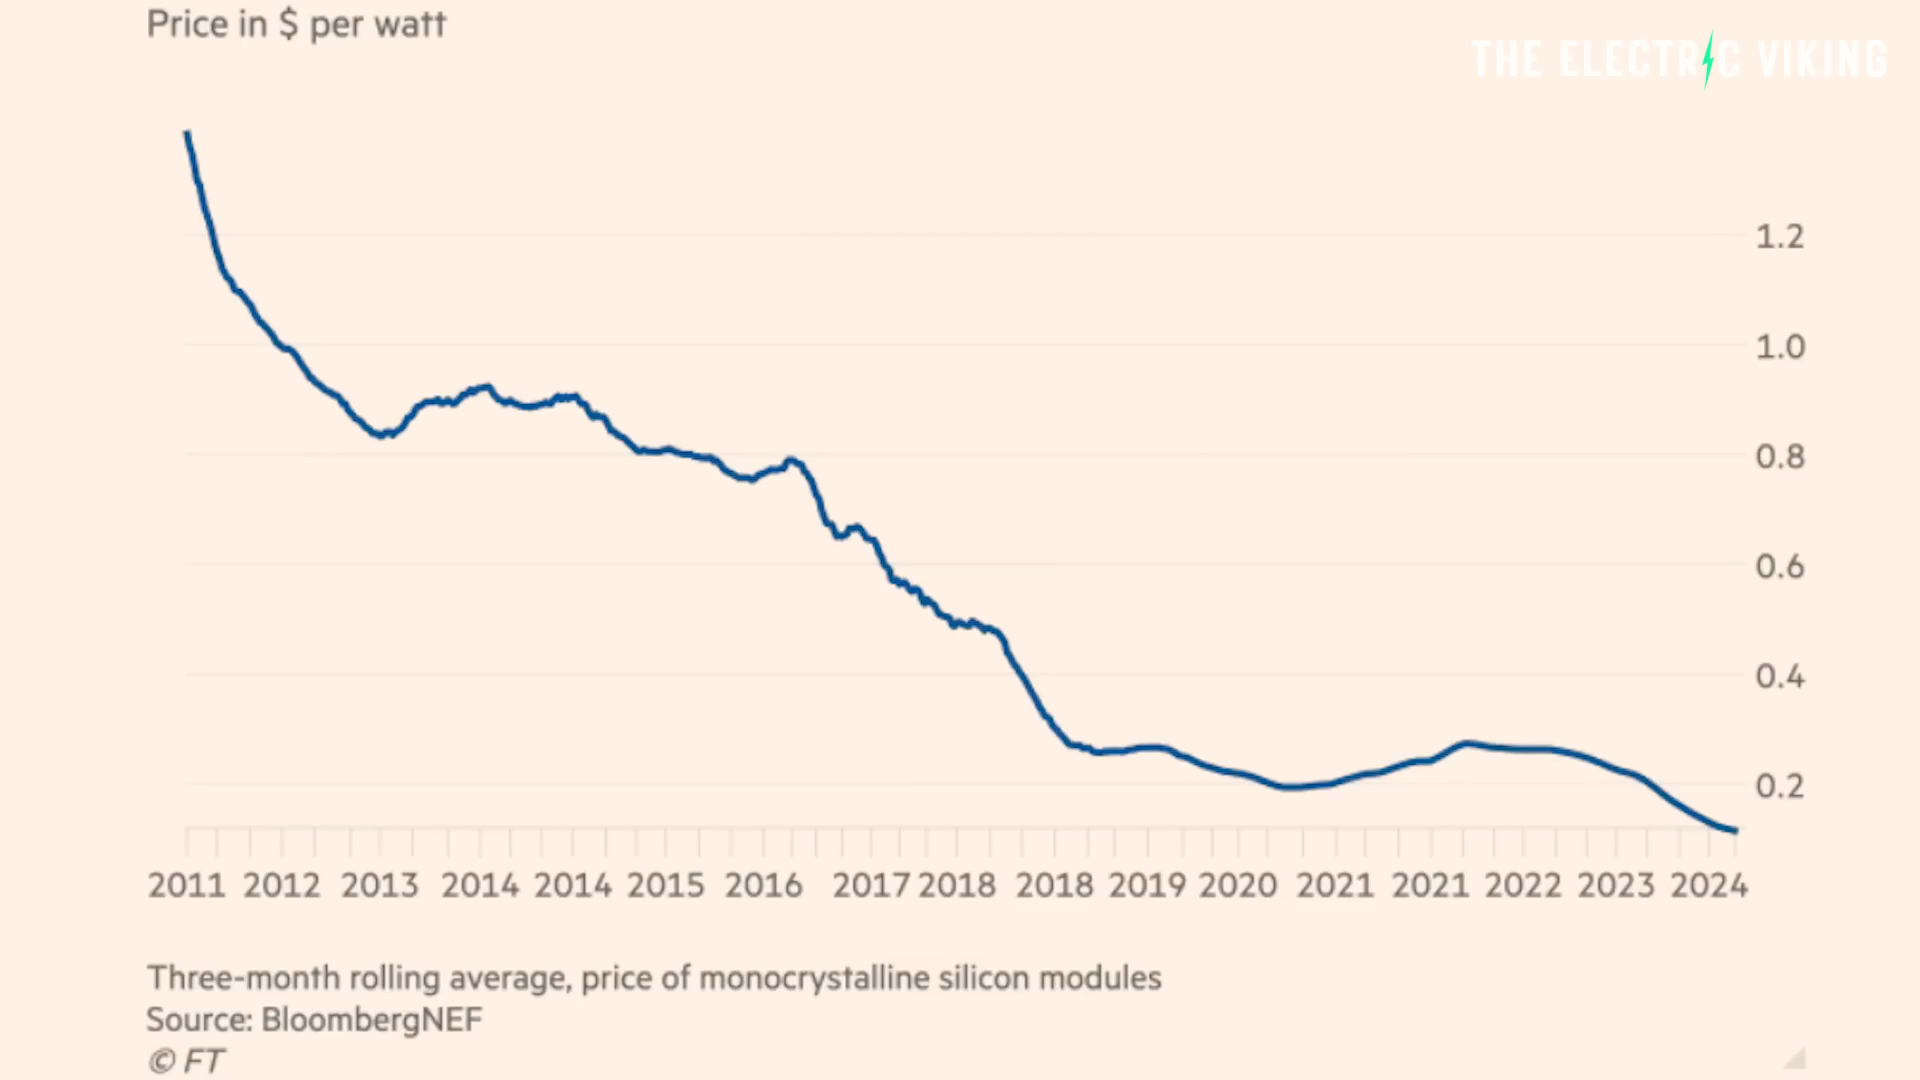 Price in $ per watt
THE ELECTRIC VIKING
1.2
1.0
0.8
0.6
0.4
0.2
2011 2012 2013 2014 2014 2015 2016 2017 2018 2018 2019 2020 2021 2021 2022 2023 2024
Three-month rolling average, price of monocrystalline silicon modules
Source: BloombergNEF
© FT